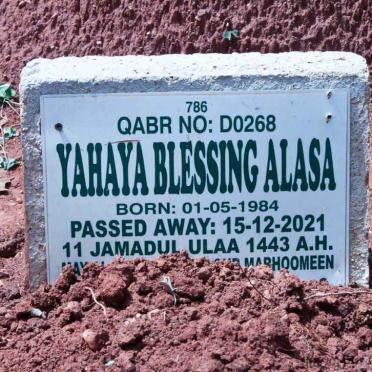 786
QABR NO: D0268
YAHAYA BLESSING ALASA
BORN: 01-05-1984
PASSED AWAY: 15-12-2021
11 JAMADUL ULAA 1443 A.H.
MARHOOMEEN